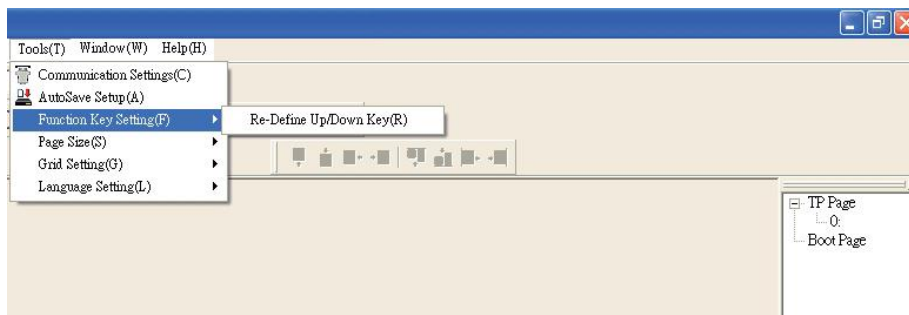 Tools(T) Window(W) Help(H)
Communication Settings(C)
AutoSave Setup(A)
Function Key Setting(F)
Re-Define Up/Down Key(R)
Page Size(S)
Grid Setting(G)
Language Setting(L)
TP Page
0:
Boot Page